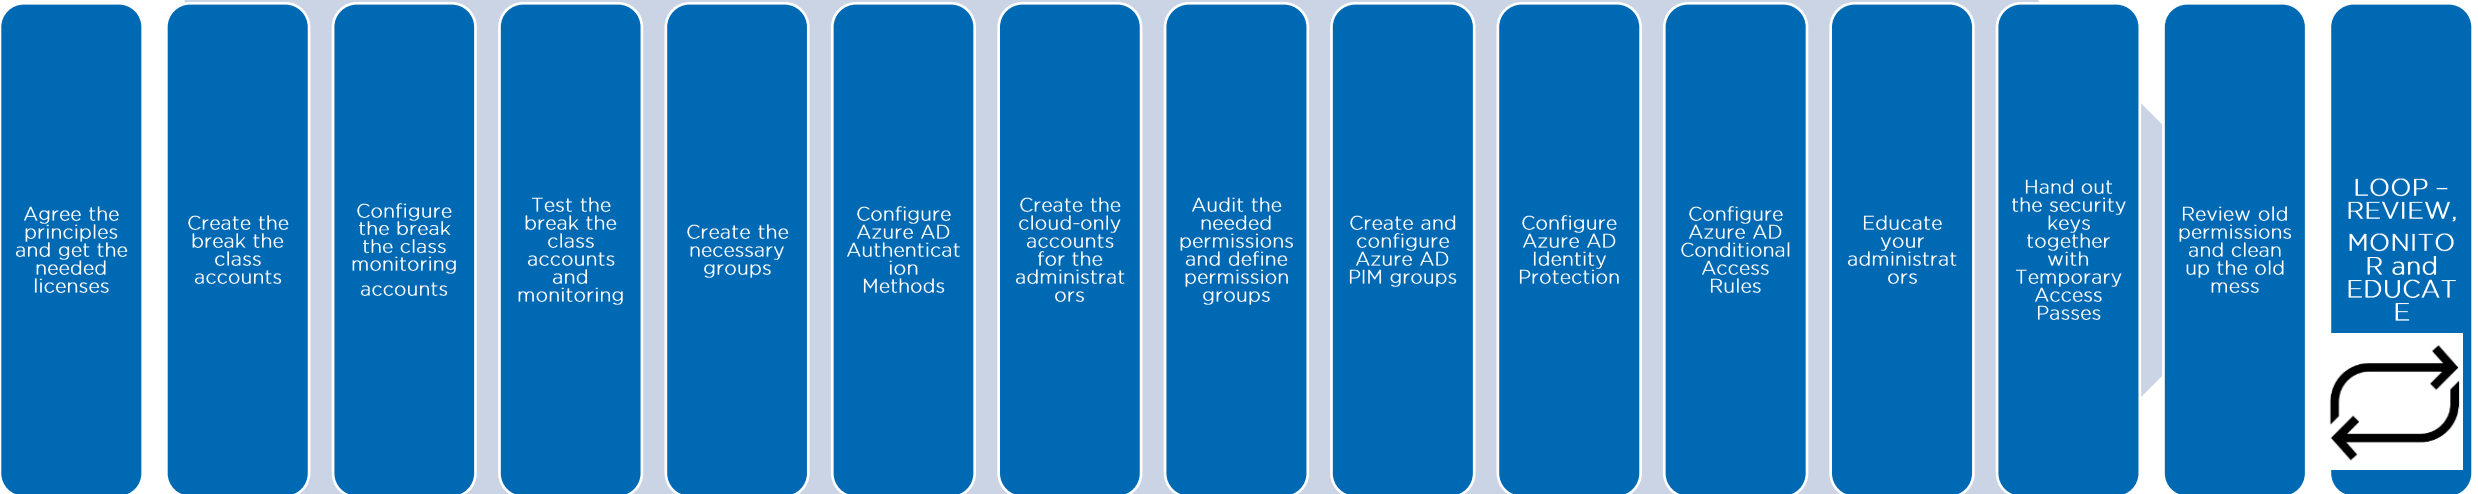 Agree the
principles
and get the
needed
licenses
Create the
break the
class
accounts
Configure
the break
the class
monitoring
accounts
Test the
break the
class
accounts
and
monitoring
Create the
necessary
groups
Configure
Azure AD
Authenticat
ion
Methods
Create the
cloud-only
accounts
for the
administrat
ors
Audit the
needed
permissions
and define
permission
groups
Create and
configure
Azure AD
PIM groups
Configure
Azure AD
Identity
Protection
Configure
Azure AD
Conditional
Access
Rules
Educate
your
administrat
ors
Hand out
the security
keys
together
with
Temporary
Access
Passes
Review old
permissions
and clean
up the old
mess
LOOP –
REVIEW,
MONITO
R and
EDUCAT
E